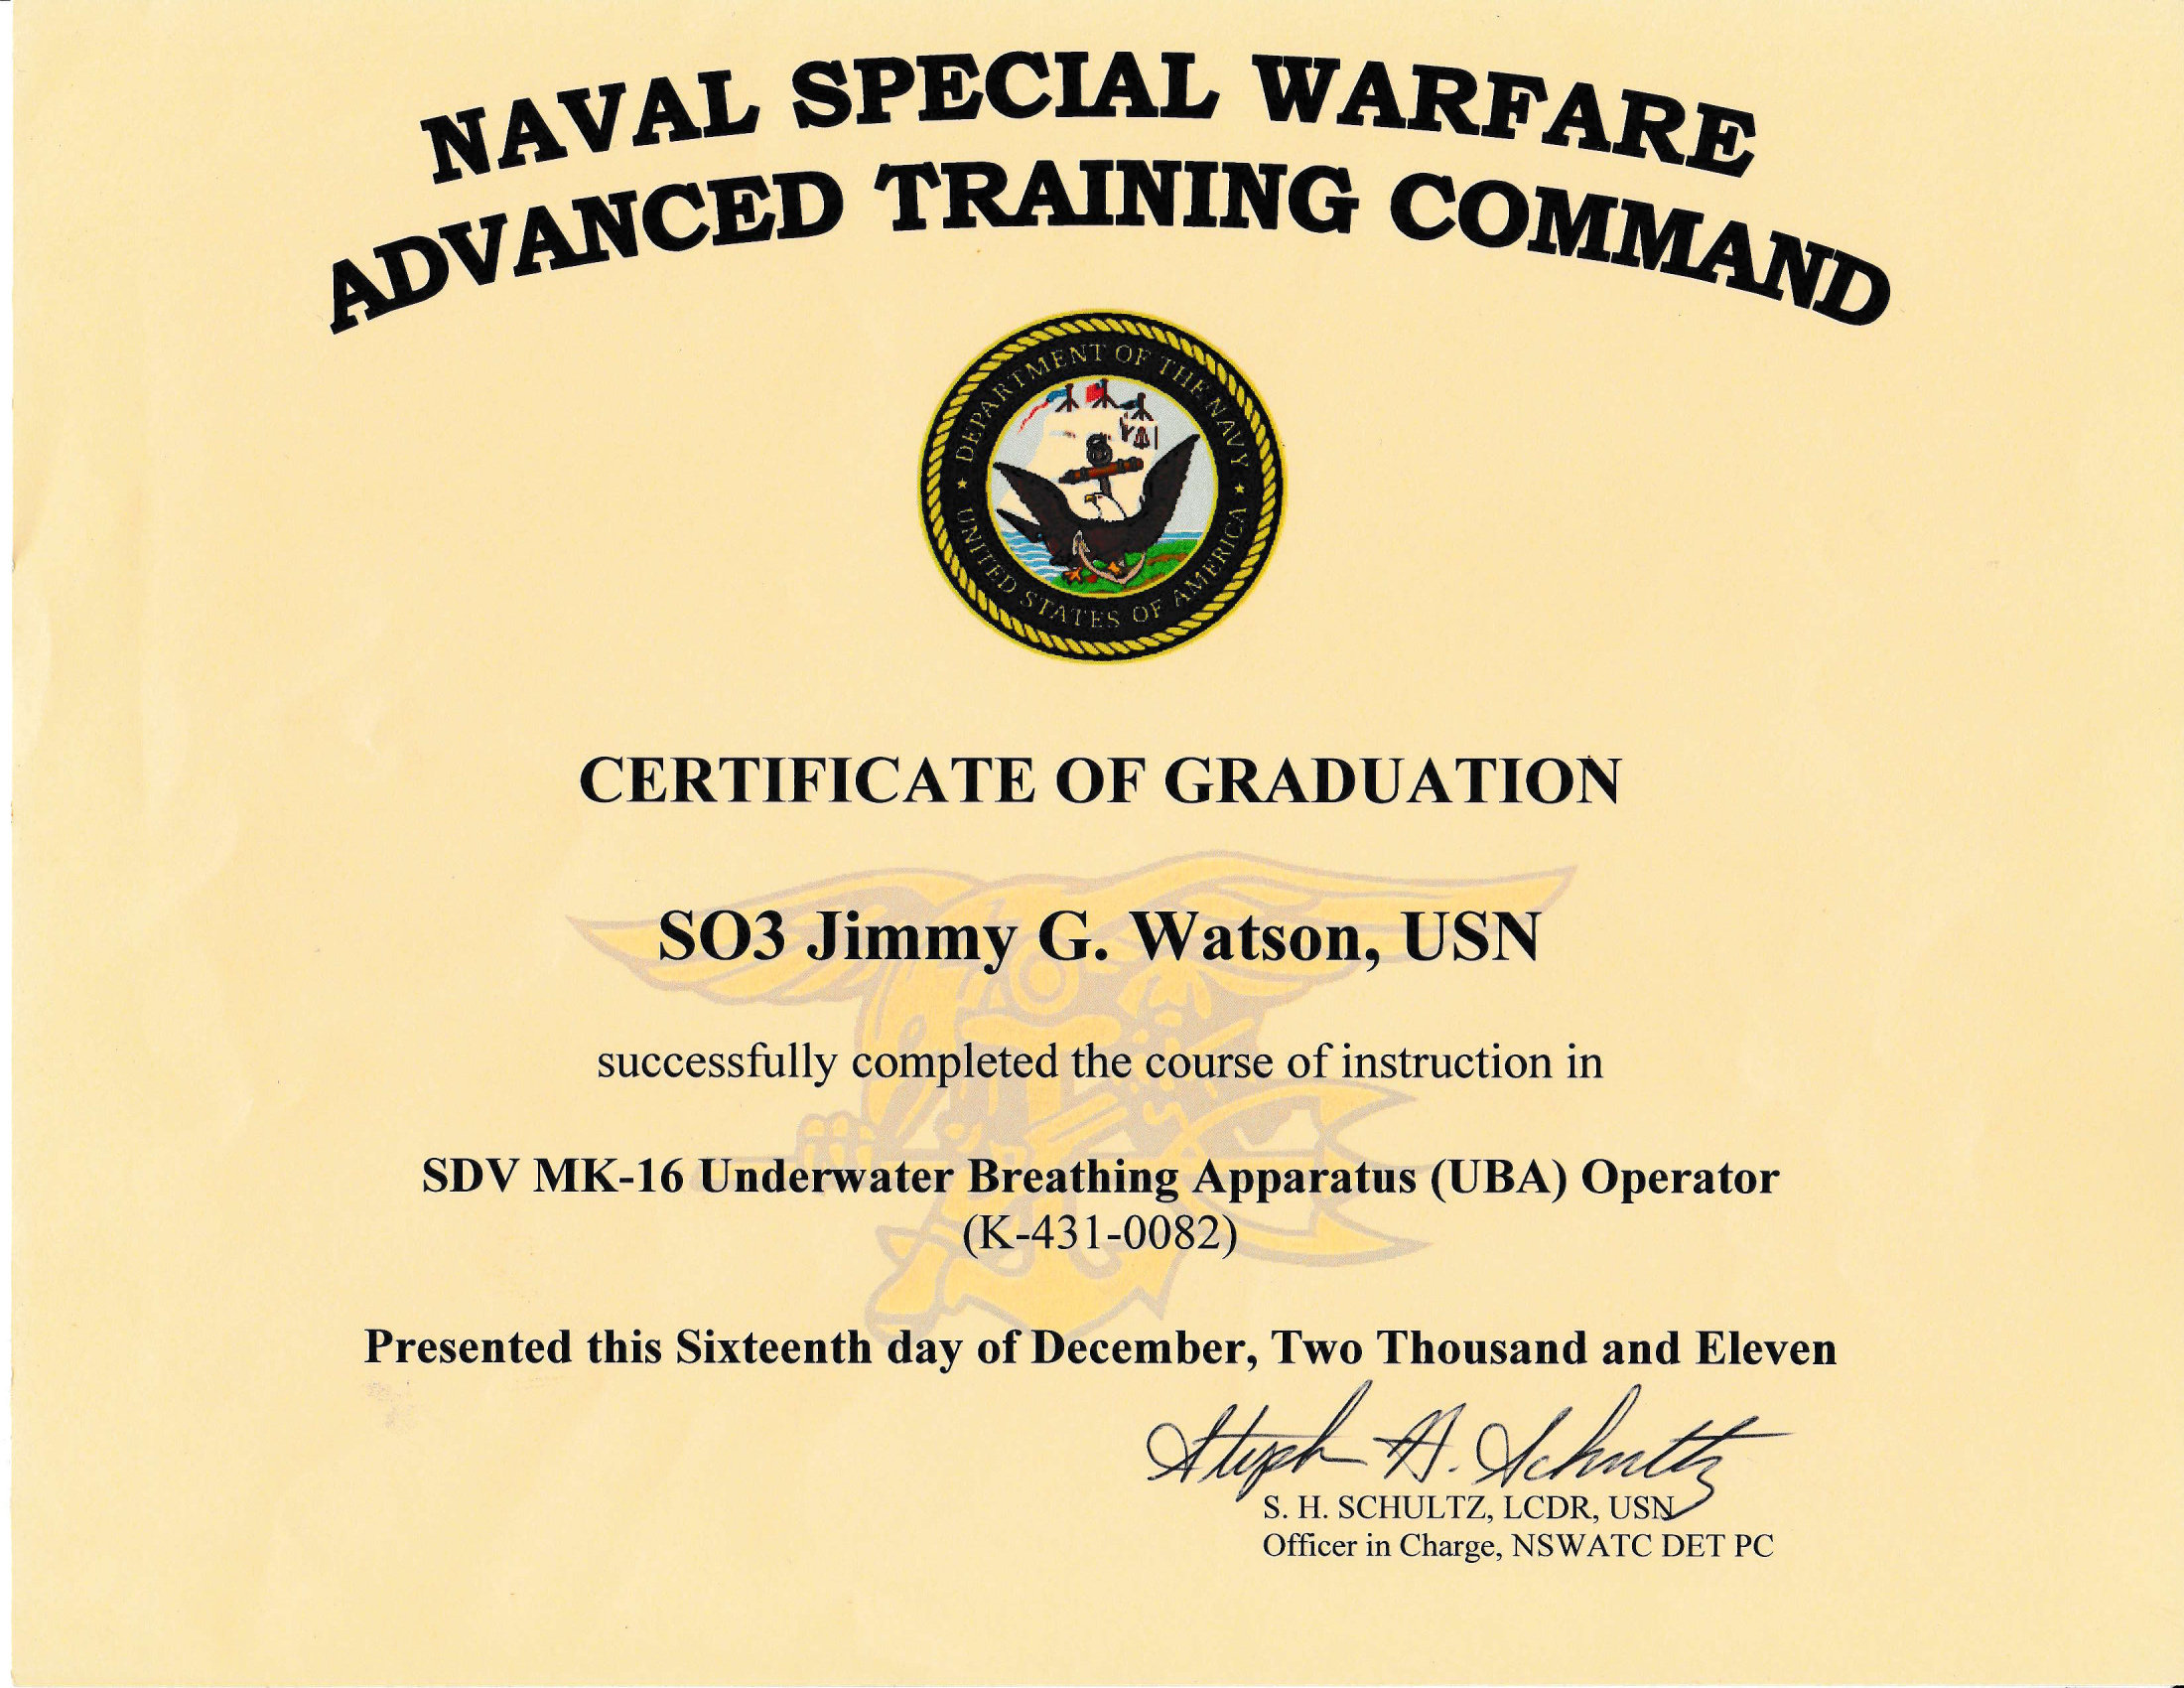 NAVAL SPECIAL WARFARE
ADVANCED TRAINING COMMAND
DEPARTMENT OF THE NAVY
UNITED STATES OF AMERICA
CERTIFICATE OF GRADUATION
SO3 Jimmy G. Watson, USN
successfully completed the course of instruction in
SDV MK-16 Underwater Breathing Apparatus (UBA) Operator
(K-431-0082)
Presented this Sixteenth day of December, Two Thousand and Eleven
Stephen H. Schultz
S. H. SCHULTZ, LCDR, USN
Officer in Charge, NSWATC DET PC